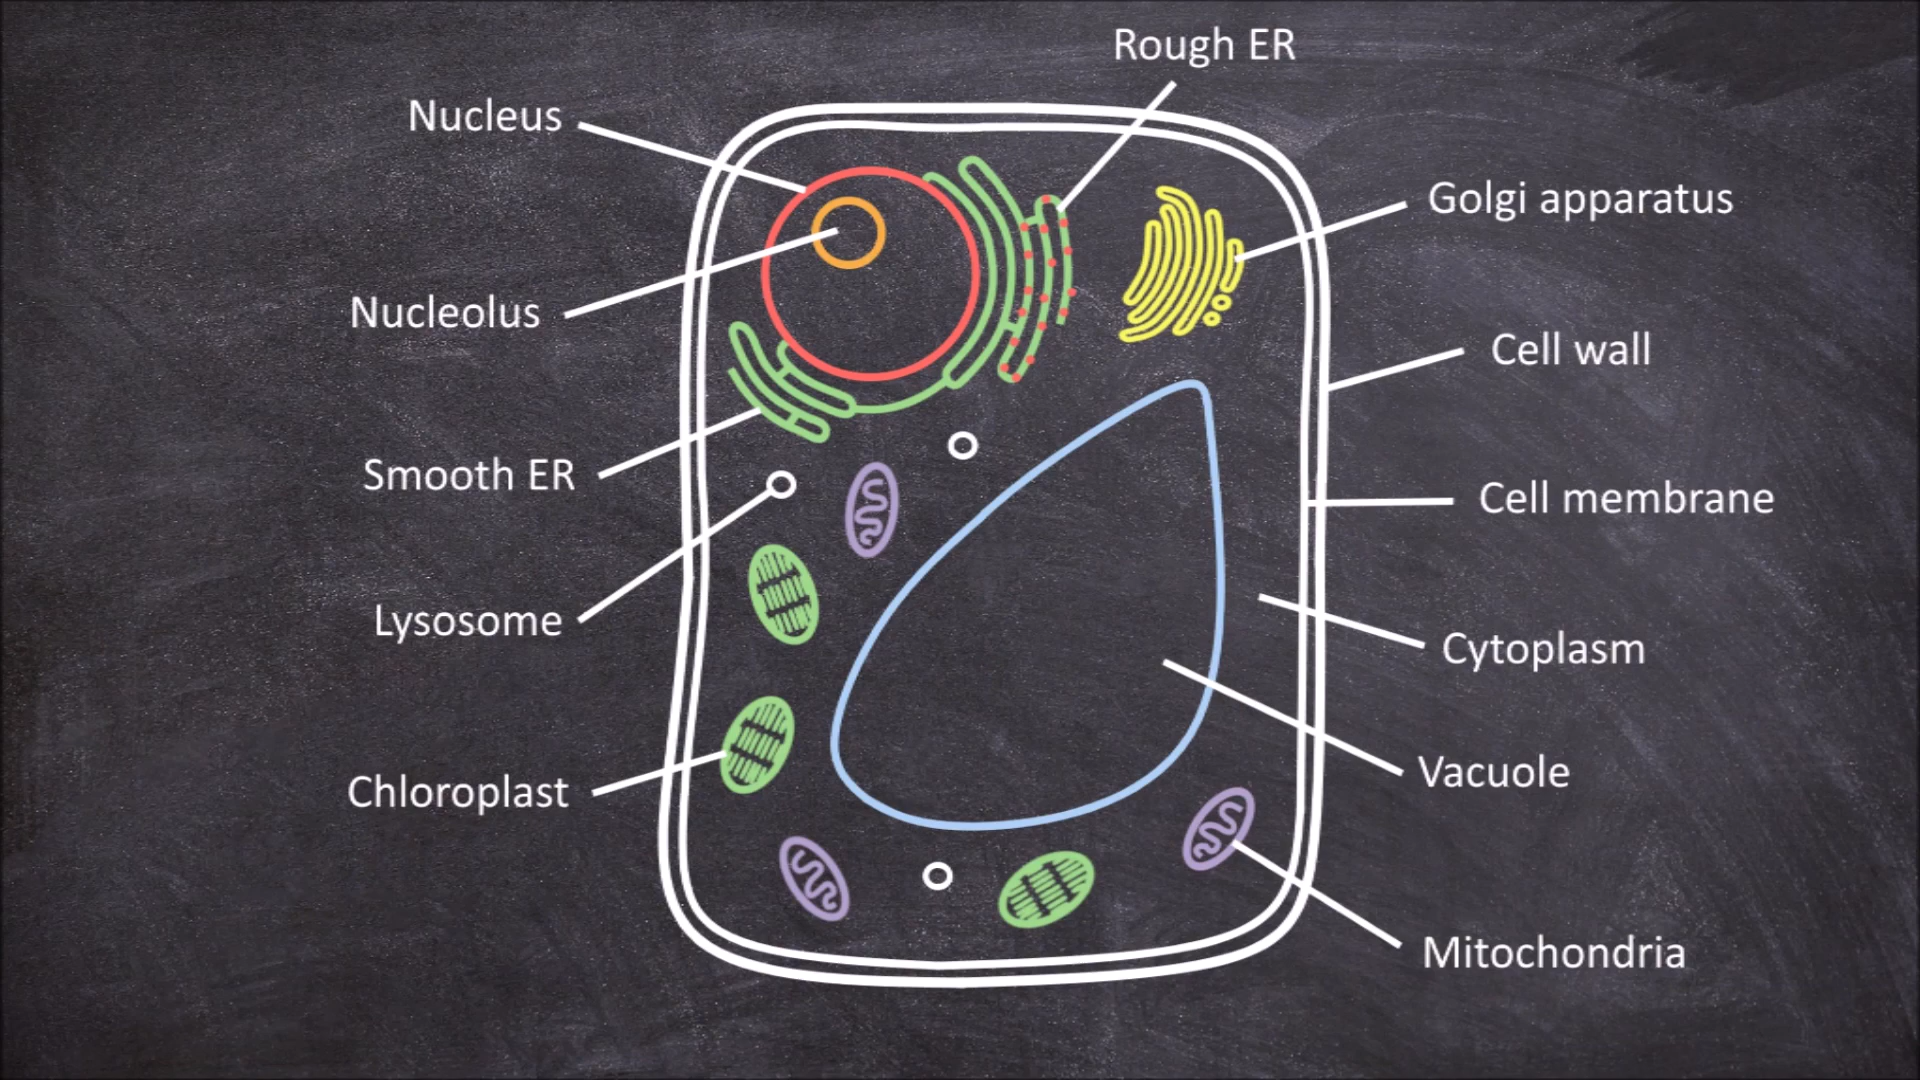 Rough ER
Nucleus
Golgi apparatus
Nucleolus
Cell wall
Smooth ER
Cell membrane
Lysosome
Cytoplasm
Vacuole
Chloroplast
Mitochondria